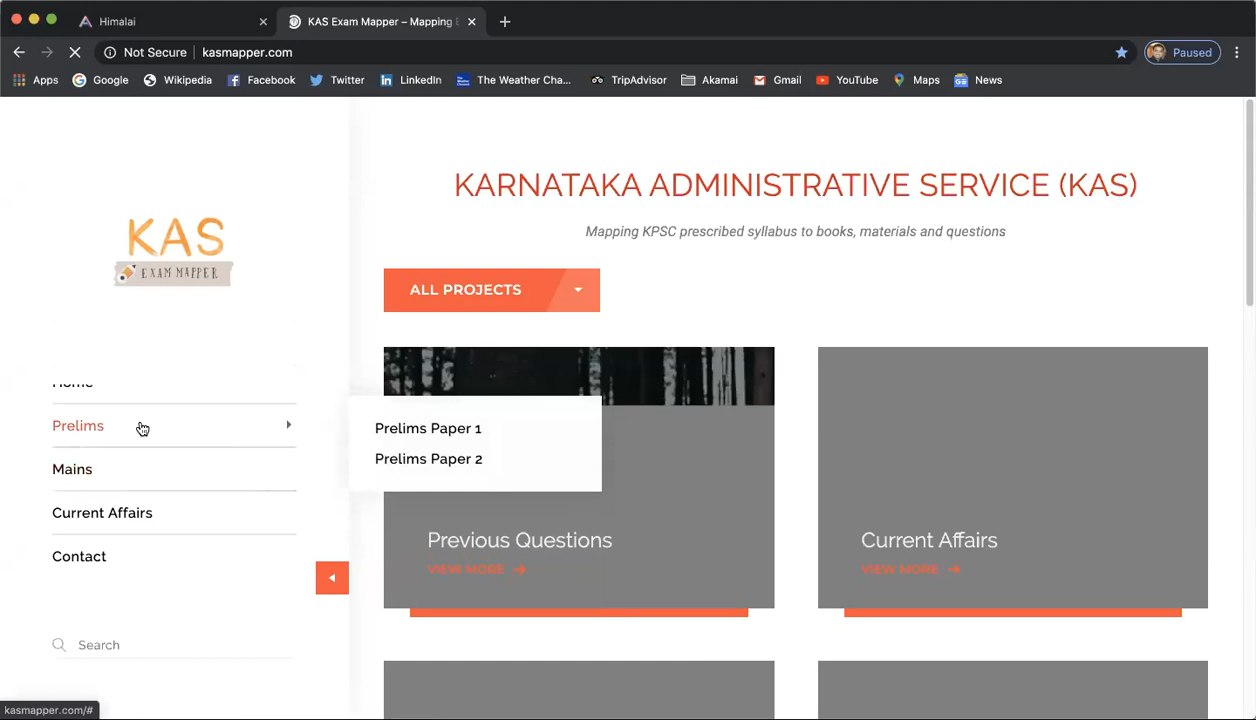 Himalai
KAS Exam Mapper – Mapping
Not Secure
kasmapper.com
Paused
Apps
Google
Wikipedia
Facebook
Twitter
LinkedIn
The Weather Cha...
TripAdvisor
Akamai
Gmail
YouTube
Maps
News
KAS
EXAM MAPPER
KARNATAKA ADMINISTRATIVE SERVICE (KAS)
Mapping KPSC prescribed syllabus to books, materials and questions
ALL PROJECTS
Home
Prelims
Mains
Current Affairs
Contact
Search
Prelims Paper 1
Prelims Paper 2
Previous Questions
VIEW MORE →
Current Affairs
VIEW MORE →
kasmapper.com/#